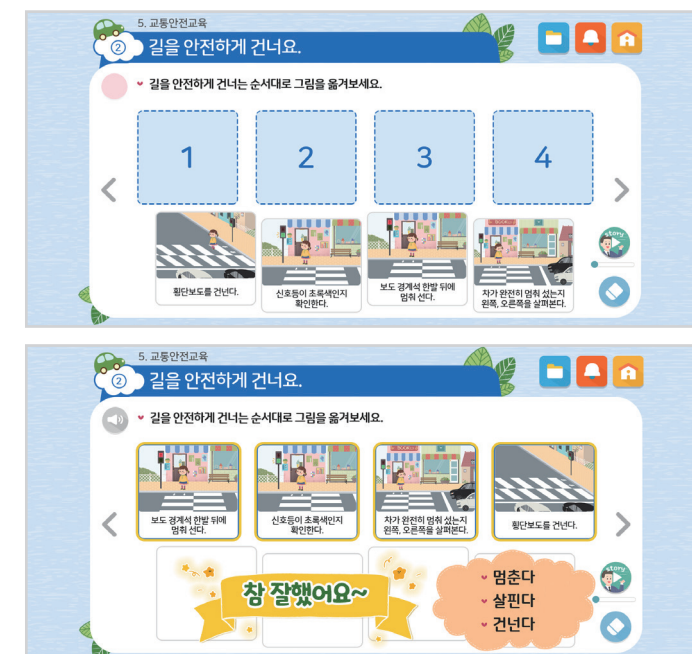 5. 교통안전교육
② 길을 안전하게 건너요.
길을 안전하게 건너는 순서대로 그림을 옮겨보세요.
1 2 3 4
횡단보도를 건넌다.
신호등이 초록색인지
확인한다.
보도 경계석 한발 뒤에
멈춰 선다.
차가 완전히 멈춰 섰는지
왼쪽, 오른쪽을 살펴본다.
story
5. 교통안전교육
② 길을 안전하게 건너요.
길을 안전하게 건너는 순서대로 그림을 옮겨보세요.
보도 경계석 한발 뒤에
멈춰 선다.
신호등이 초록색인지
확인한다.
차가 완전히 멈춰 섰는지
왼쪽, 오른쪽을 살펴본다.
횡단보도를 건넌다.
참 잘했어요~
멈춘다
살핀다
건넌다
story